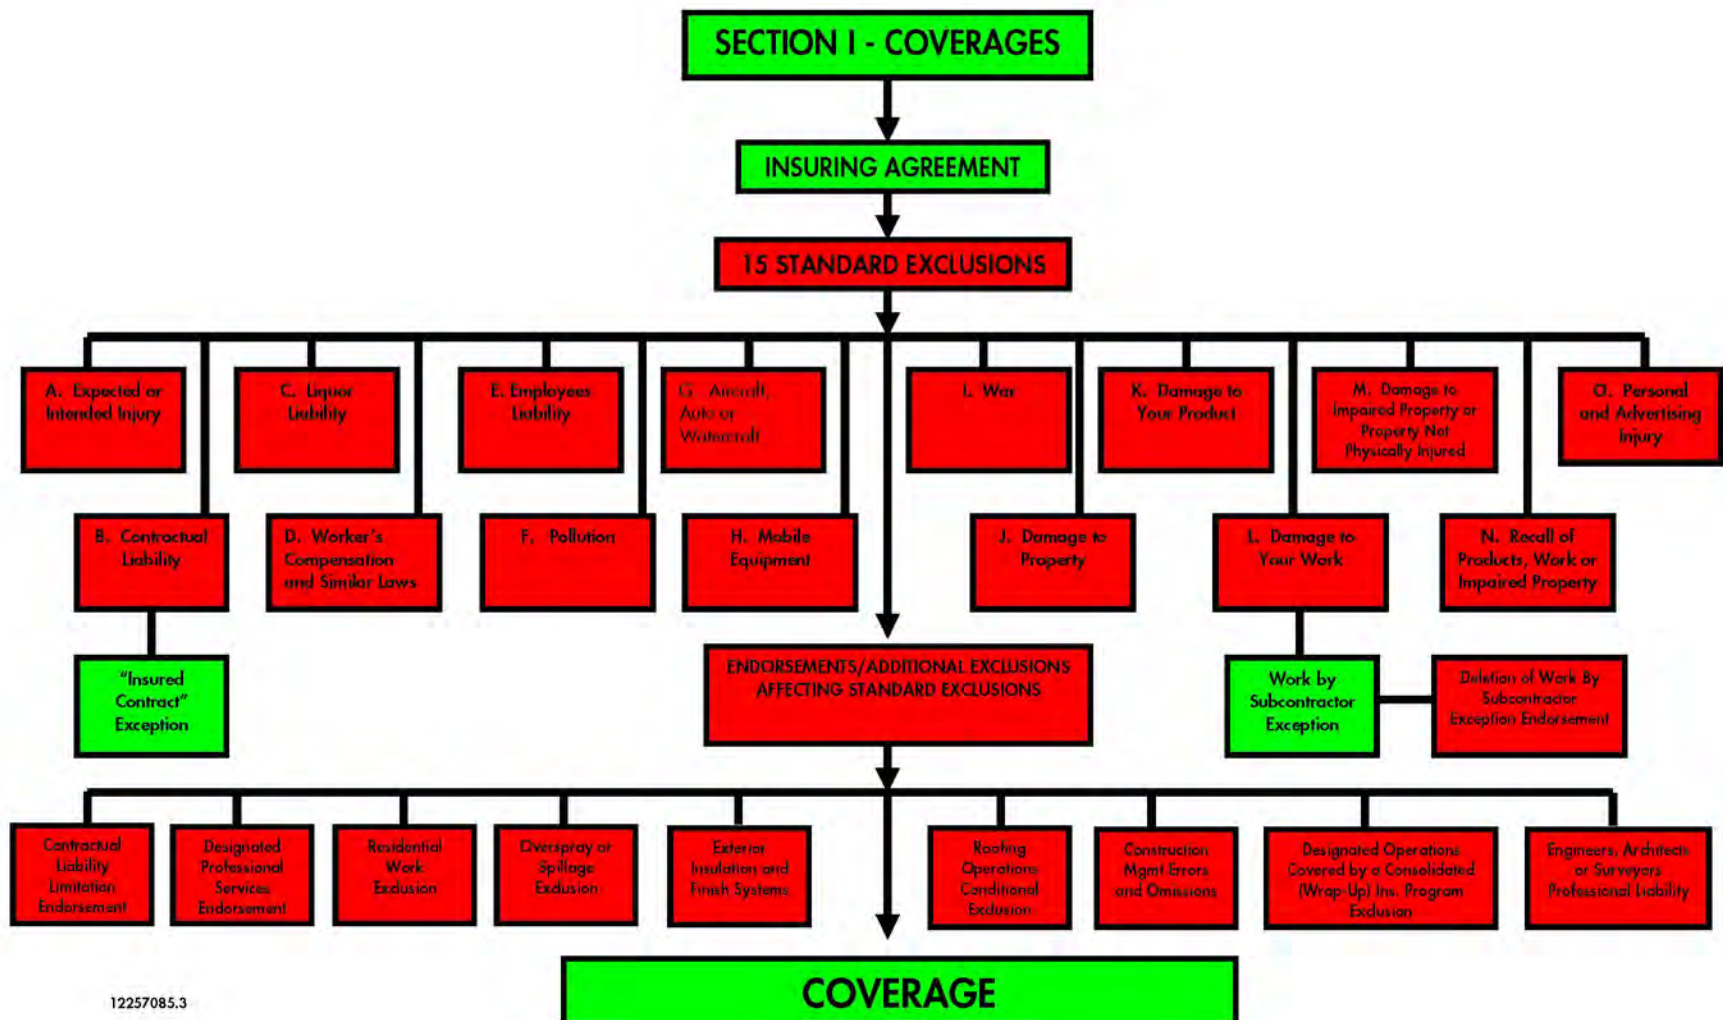 SECTION I - COVERAGES
INSURING AGREEMENT
15 STANDARD EXCLUSIONS
A. Expected or
Intended Injury
C. Liquor
Liability
E. Employees
Liability
G. Aircraft,
Auto or
Watercraft
I. War
K. Damage to
Your Product
M. Damage to
Impaired Property or
Property Not
Physically Injured
O. Personal
and Advertising
Injury
B. Contractual
Liability
D. Worker's
Compensation
and Similar Laws
F. Pollution
H. Mobile
Equipment
J. Damage to
Property
L. Damage to
Your Work
N. Recall of
Products, Work or
Impaired Property
"Insured
Contract"
Exception
ENDORSEMENTS/ADDITIONAL EXCLUSIONS
AFFECTING STANDARD EXCLUSIONS
Work by
Subcontractor
Exception
Deletion of Work By
Subcontractor
Exception Endorsement
Contractual
Liability
Limitation
Endorsement
Designated
Professional
Services
Endorsement
Residential
Work
Exclusion
Overspray or
Spillage
Exclusion
Exterior
Insulation and
Finish Systems
Roofing
Operations
Conditional
Exclusion
Construction
Mgmt Errors
and Omissions
Designated Operations
Covered by a Consolidated
(Wrap-Up) Ins. Program
Exclusion
Engineers, Architects
or Surveyors
Professional Liability
COVERAGE
12257085.3